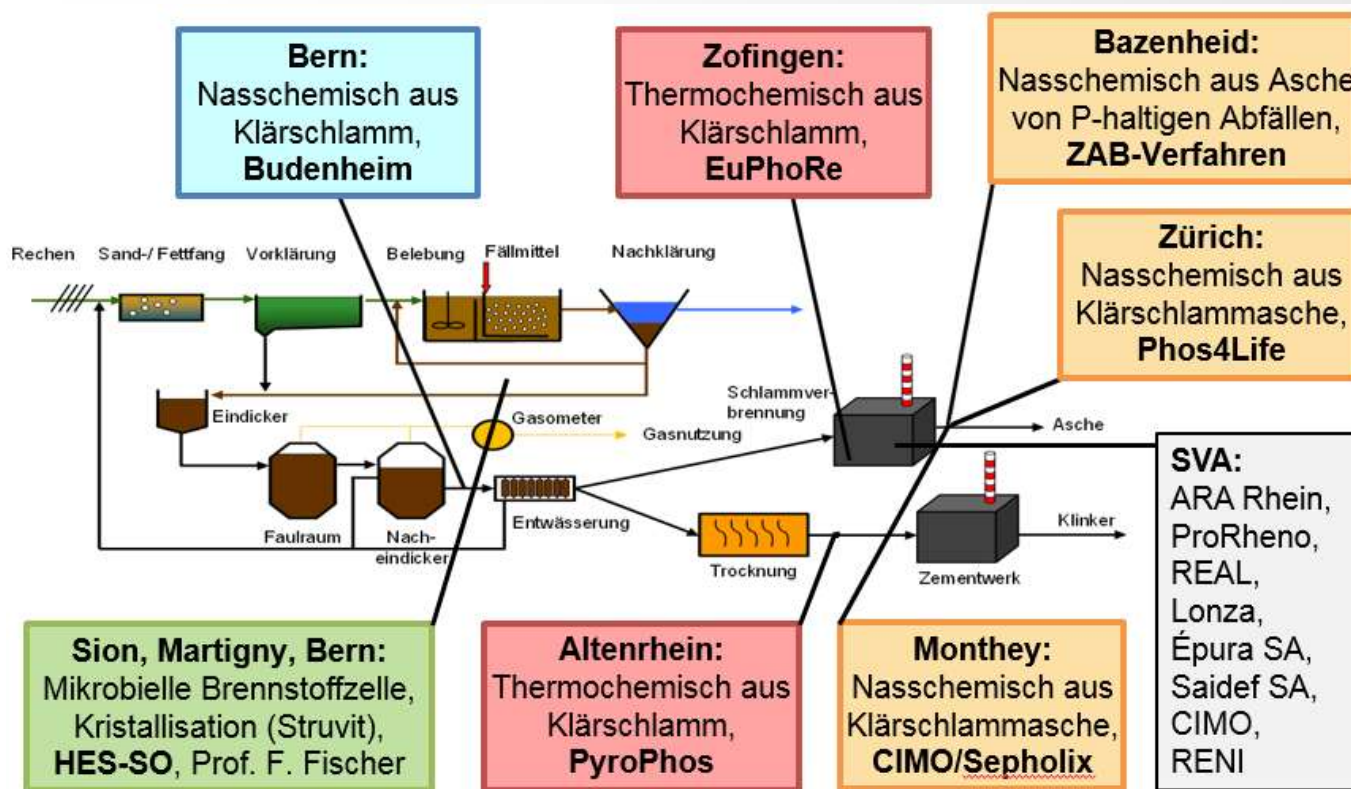 Bern:
Nasschemisch aus
Klärschlamm,
Budenheim
Zofingen:
Thermochemisch aus
Klärschlamm,
EuPhoRe
Bazenheid:
Nasschemisch aus Asche
von P-haltigen Abfällen,
ZAB-Verfahren
Zürich:
Nasschemisch aus
Klärschlammasche,
Phos4Life
Rechen
Sand-/ Fettfang
Vorklärung
Belebung
Fällmittel
Nachklärung
Eindicker
Gasometer
Gasnutzung
Schlammver-
brennung
Asche
Faulraum
Nach-
eindicker
Entwässerung
Trocknung
Zementwerk
Klinker
SVA:
ARA Rhein,
ProRheno,
REAL,
Lonza,
Épura SA,
Saidef SA,
CIMO,
RENI
Sion, Martigny, Bern:
Mikrobielle Brennstoffzelle,
Kristallisation (Struvit),
HES-SO, Prof. F. Fischer
Altenrhein:
Thermochemisch aus
Klärschlamm,
PyroPhos
Monthey:
Nasschemisch aus
Klärschlammasche,
CIMO/Sepholix